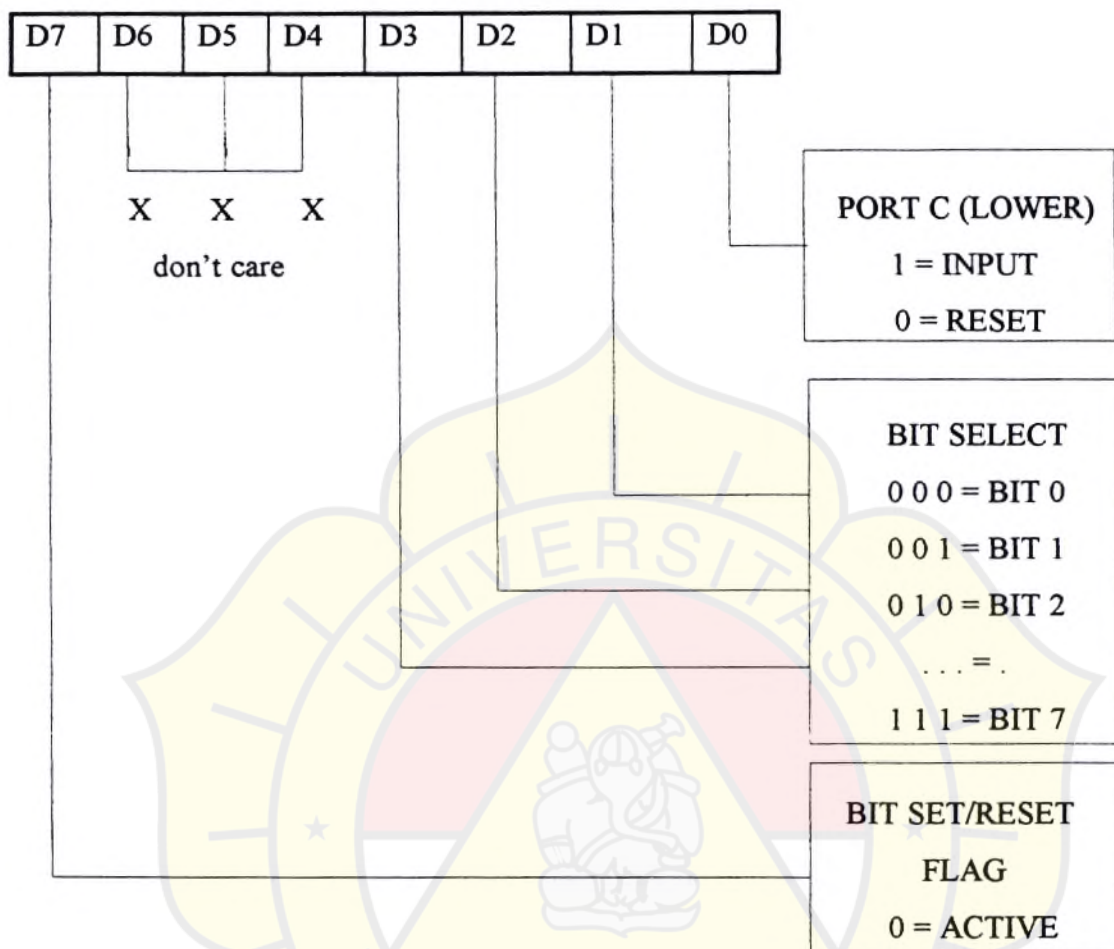 D7 D6 D5 D4 D3 D2 D1 D0
X X X
don't care
PORT C (LOWER)
1 = INPUT
0 = RESET
BIT SELECT
0 0 0 = BIT 0
0 0 1 = BIT 1
0 1 0 = BIT 2
. . . = .
1 1 1 = BIT 7
BIT SET/RESET
FLAG
0 = ACTIVE
UNIVERSITAS